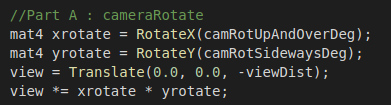 //Part A : cameraRotate
mat4 xrotate = RotateX(camRotUpAndOverDeg);
mat4 yrotate = RotateY(camRotSidewaysDeg);
view = Translate(0.0, 0.0, -viewDist);
view *= xrotate * yrotate;